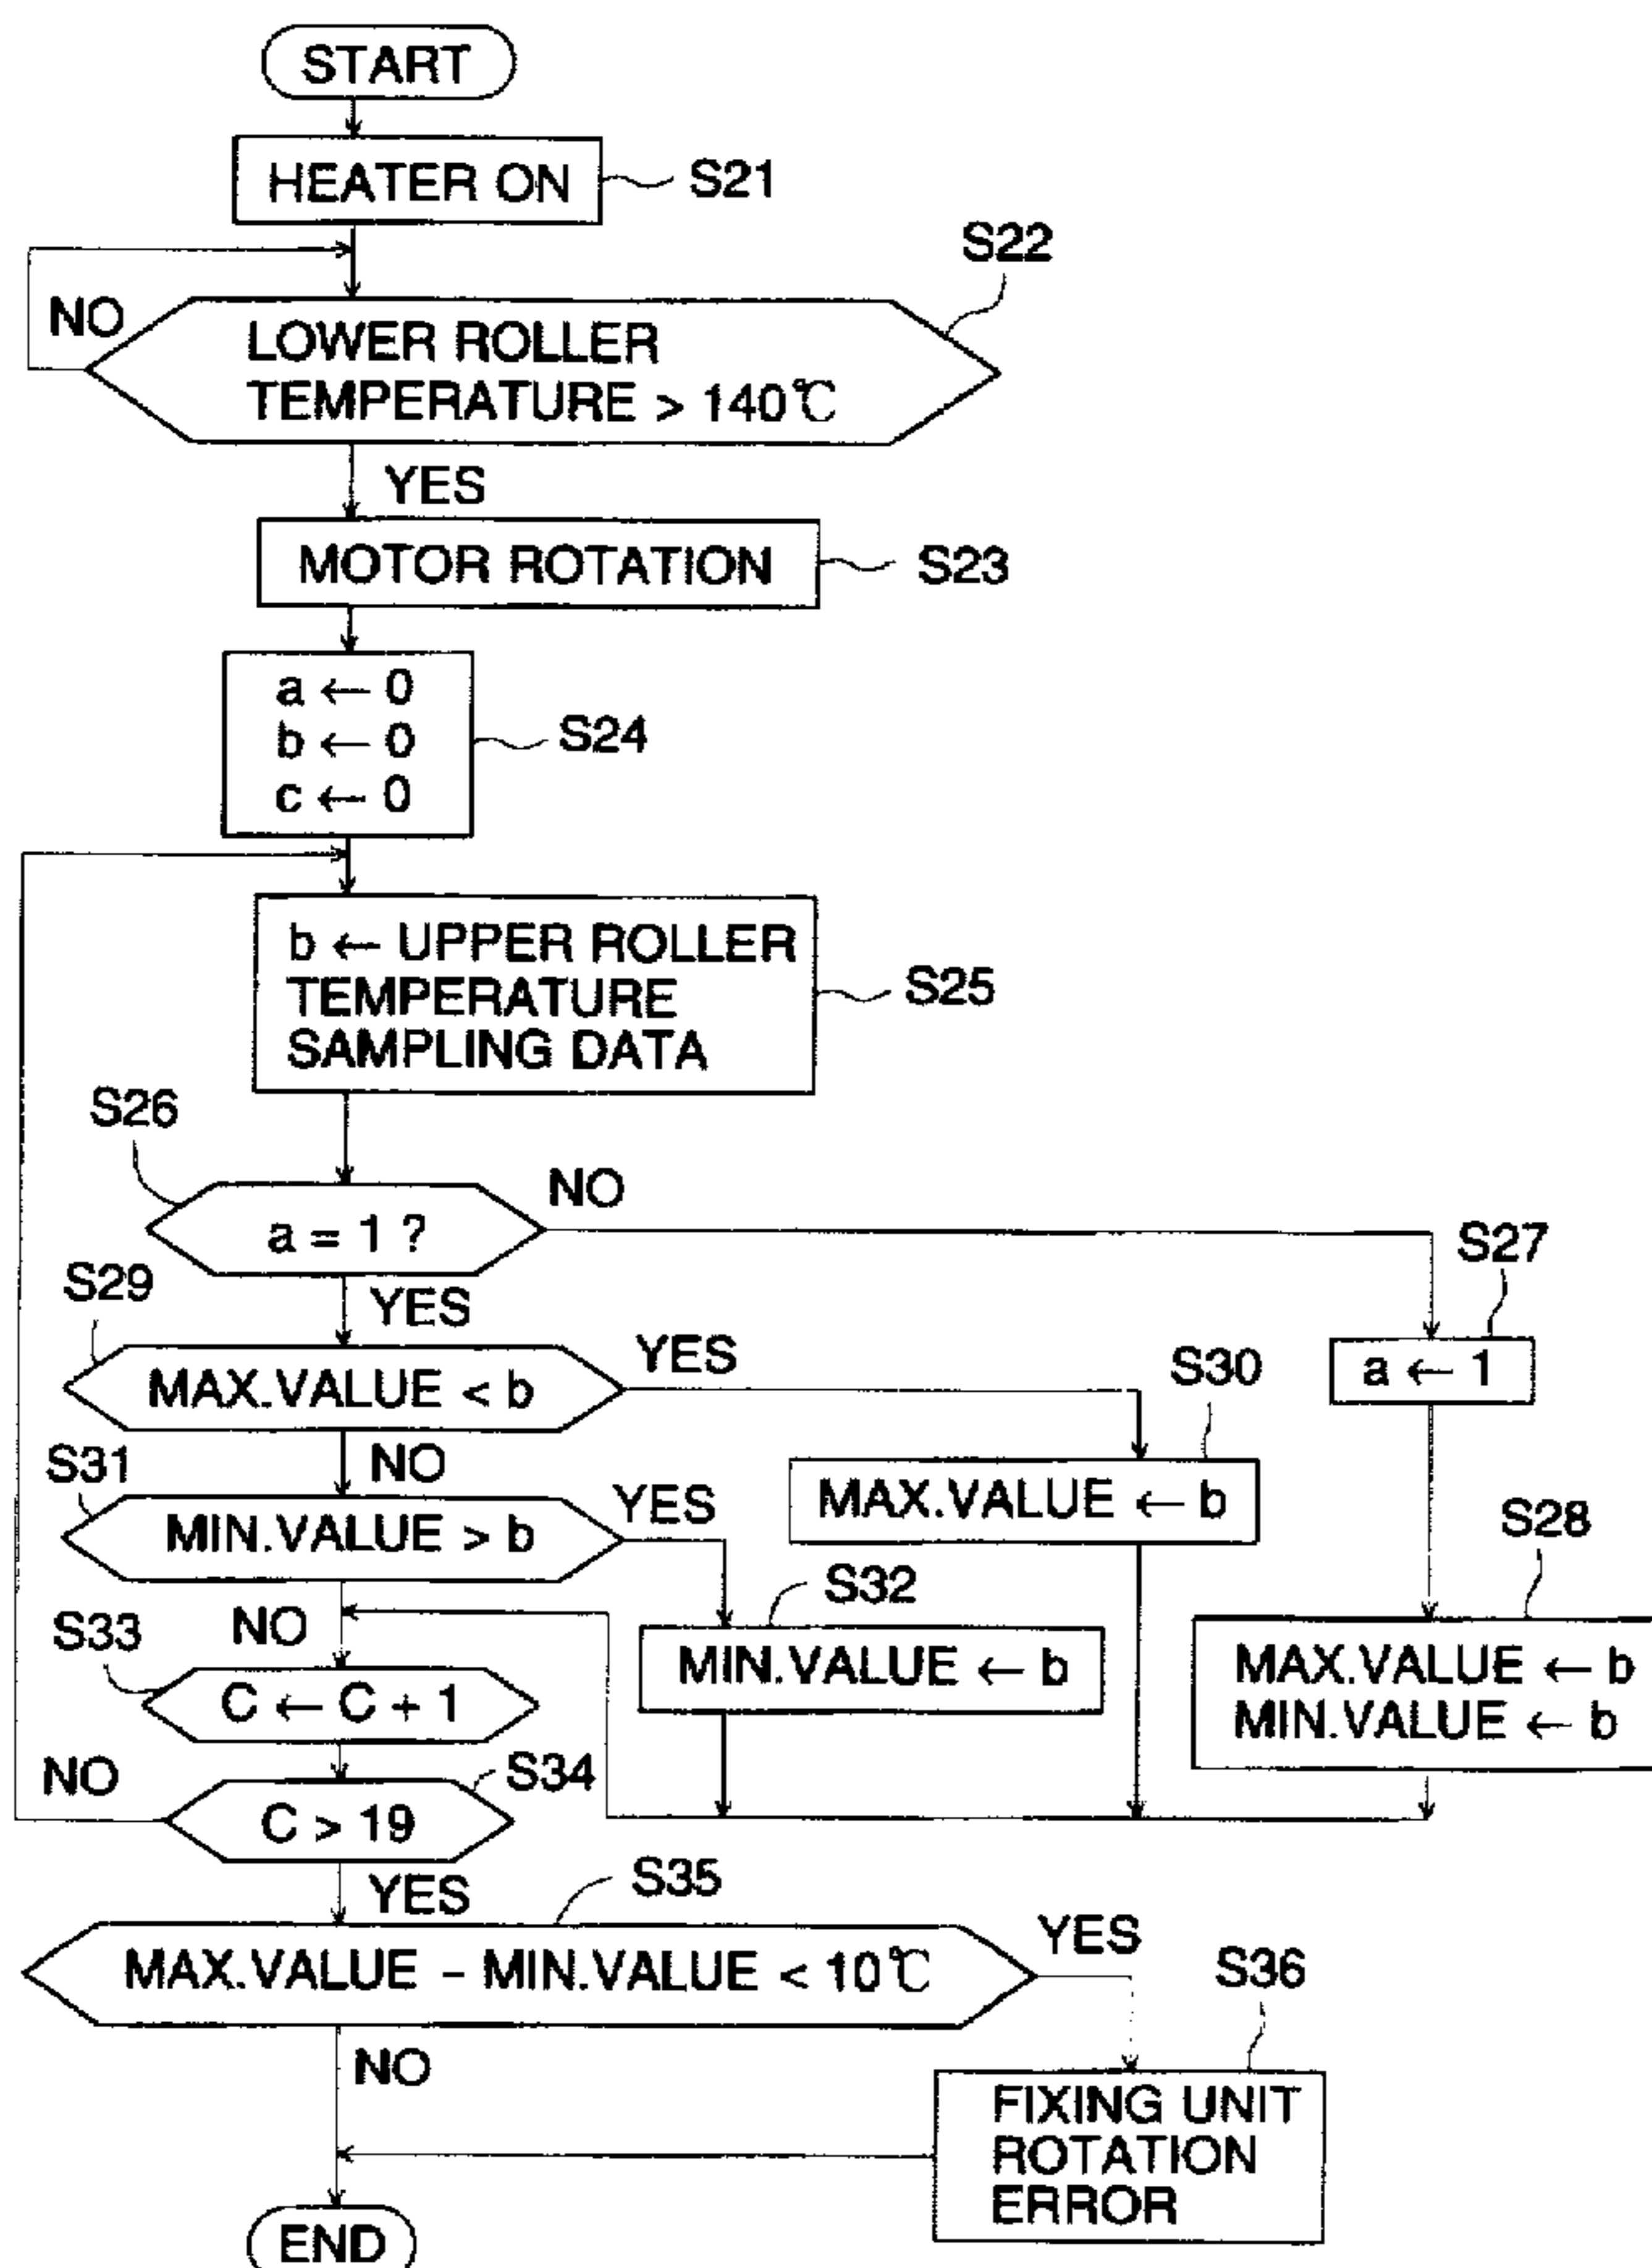 START
HEATER ON
S21
S22
NO
LOWER ROLLER
TEMPERATURE > 140℃
YES
MOTOR ROTATION
S23
a ← 0
b ← 0
c ← 0
S24
b ← UPPER ROLLER
TEMPERATURE
SAMPLING DATA
S25
S26
a = 1 ?
NO
YES
S27
a ← 1
S29
MAX.VALUE < b
YES
NO
S30
MAX.VALUE ← b
S31
MIN.VALUE > b
YES
NO
S28
MAX.VALUE ← b
MIN.VALUE ← b
S32
MIN.VALUE ← b
S33
C ← C + 1
NO
S34
C > 19
YES
S35
MAX.VALUE - MIN.VALUE < 10℃
YES
NO
S36
FIXING UNIT
ROTATION
ERROR
END